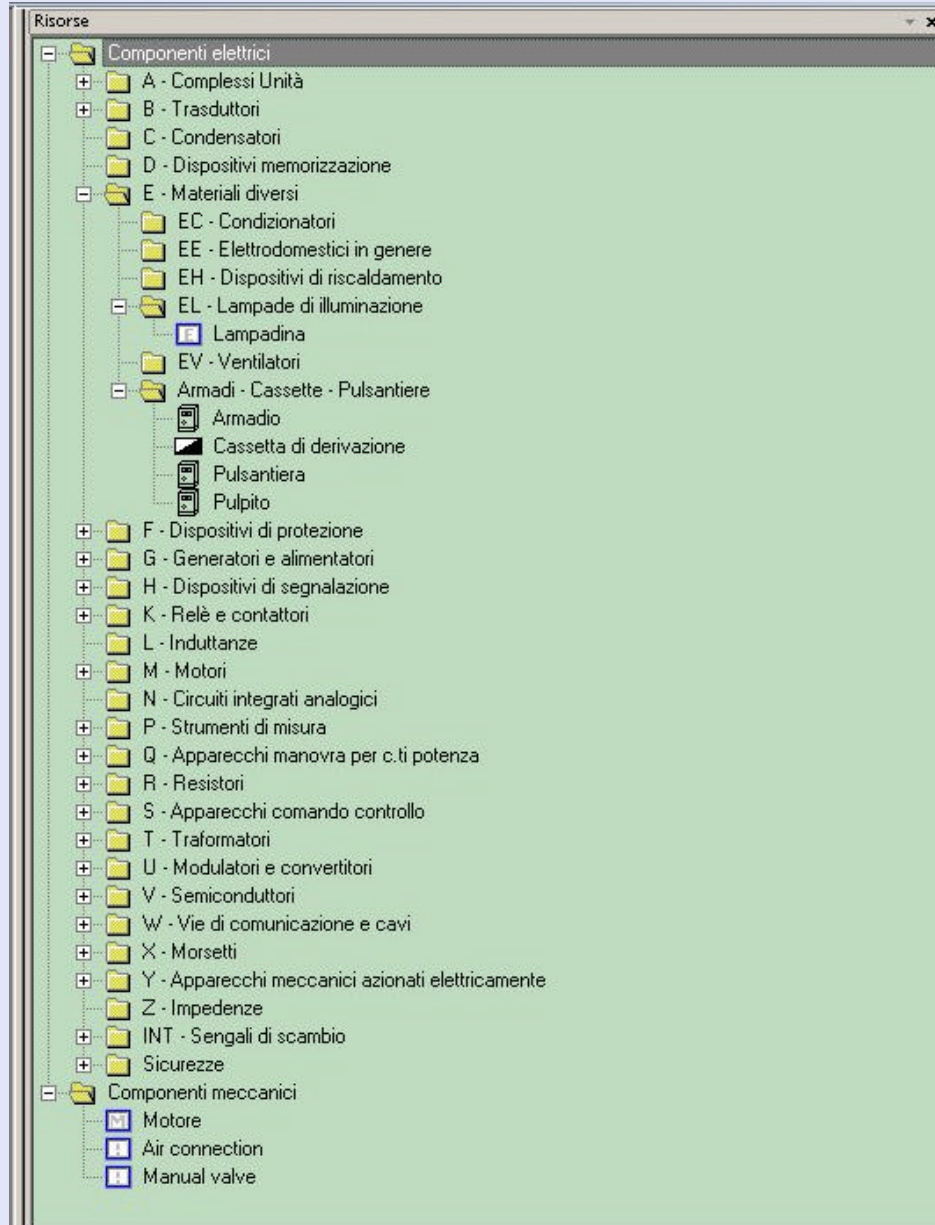 Risorse
Componenti elettrici
A - Complessi Unità
B - Trasduttori
C - Condensatori
D - Dispositivi memorizzazione
E - Materiali diversi
EC - Condizionatori
EE - Elettrodomestici in genere
EH - Dispositivi di riscaldamento
EL - Lampade di illuminazione
E Lampadina
EV - Ventilatori
Armadi - Cassette - Pulsantiere
Armadio
Cassetta di derivazione
Pulsantiera
Pulpito
F - Dispositivi di protezione
G - Generatori e alimentatori
H - Dispositivi di segnalazione
K - Relè e contattori
L - Induttanze
M - Motori
N - Circuiti integrati analogici
P - Strumenti di misura
Q - Apparecchi manovra per c.ti potenza
R - Resistori
S - Apparecchi comando controllo
T - Traformatori
U - Modulatori e convertitori
V - Semiconduttori
W - Vie di comunicazione e cavi
X - Morsetti
Y - Apparecchi meccanici azionati elettricamente
Z - Impedenze
INT - Sengali di scambio
Sicurezze
Componenti meccanici
M Motore
Air connection
Manual valve